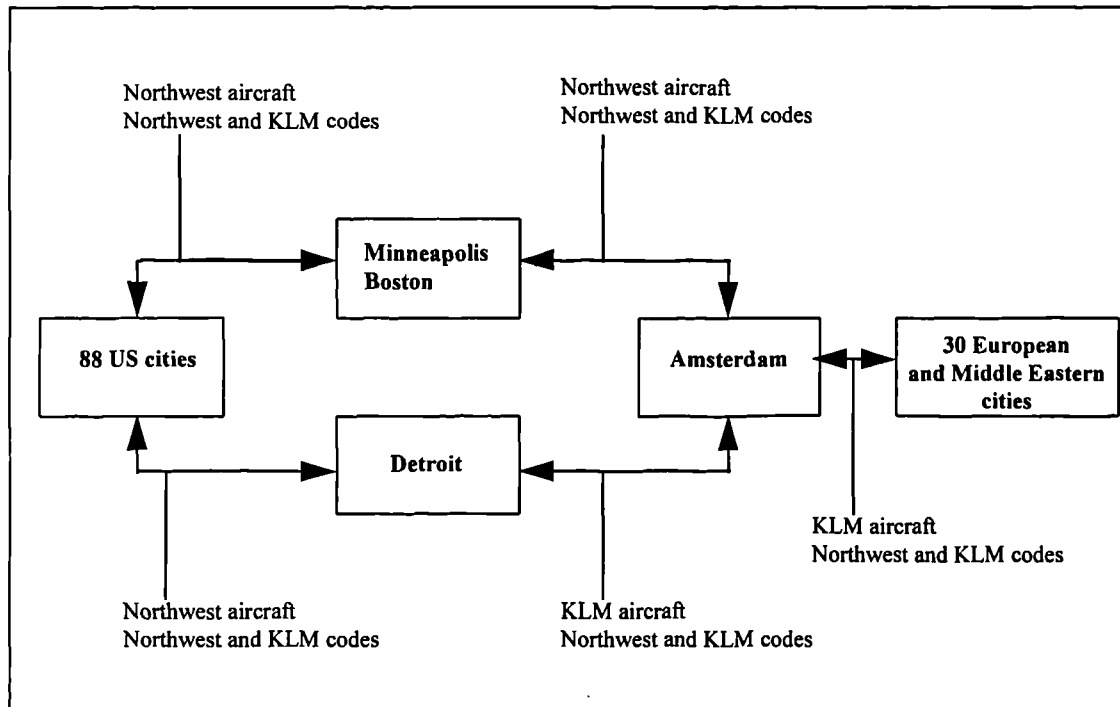 Northwest aircraft
Northwest and KLM codes
Northwest aircraft
Northwest and KLM codes
Minneapolis
Boston
88 US cities
Amsterdam
30 European
and Middle Eastern
cities
Detroit
KLM aircraft
Northwest and KLM codes
Northwest aircraft
Northwest and KLM codes
KLM aircraft
Northwest and KLM codes